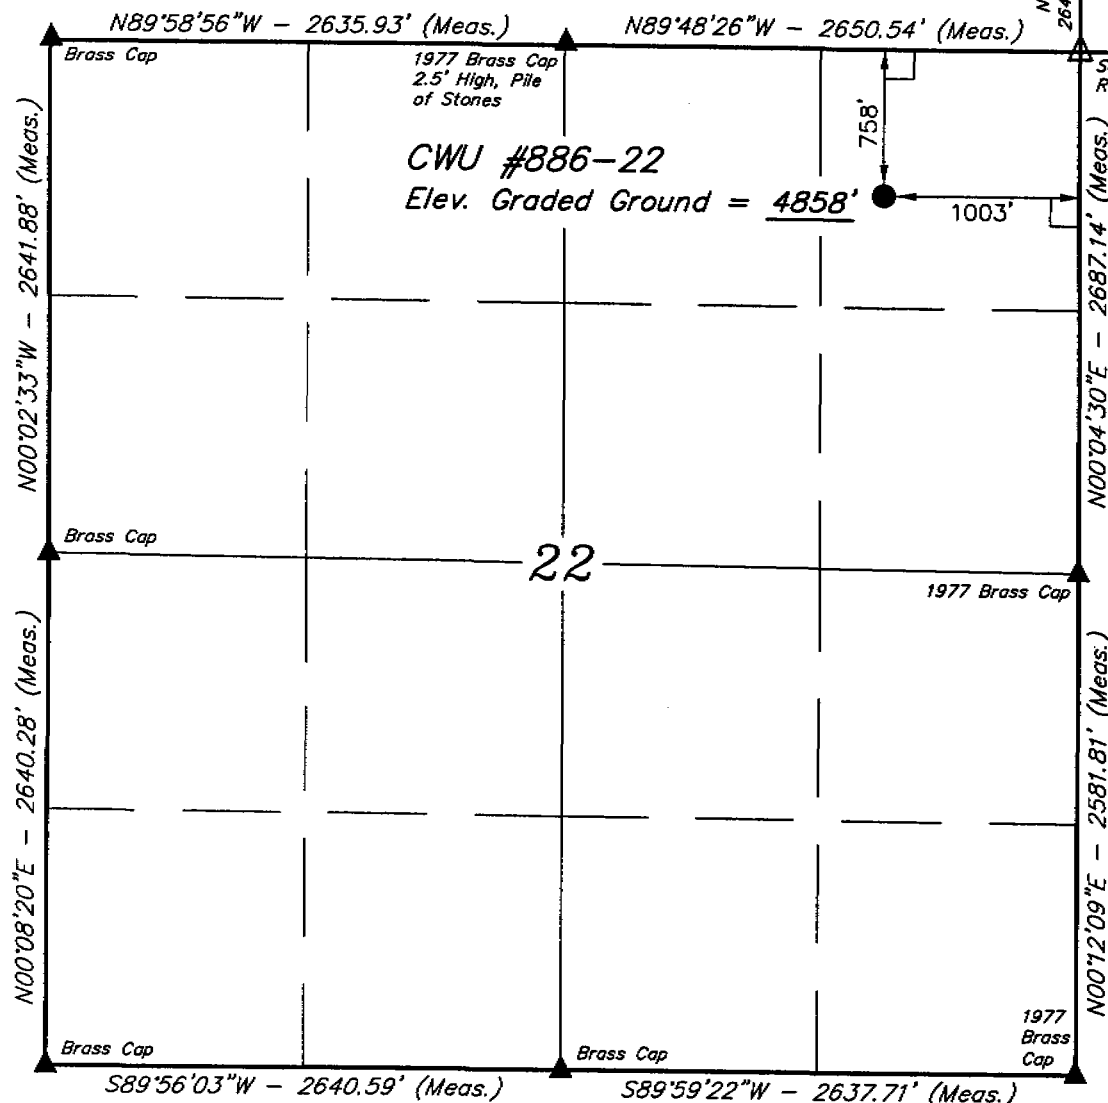 N89°58'56"W - 2635.93' (Meas.)
N89°48'26"W - 2650.54' (Meas.)
Brass Cap
1977 Brass Cap
2.5' High, Pile
of Stones
758'
CWU #886-22
Elev. Graded Ground = 4858'
1003'
N00°02'33"W - 2641.88' (Meas.)
N00°04'30"E - 2687.14' (Meas.)
Brass Cap
22
1977 Brass Cap
N00°08'20"E - 2640.28' (Meas.)
N00°12'09"E - 2581.81' (Meas.)
1977
Brass
Cap
Brass Cap
Brass Cap
S89°56'03"W - 2640.59' (Meas.)
S89°59'22"W - 2637.71' (Meas.)